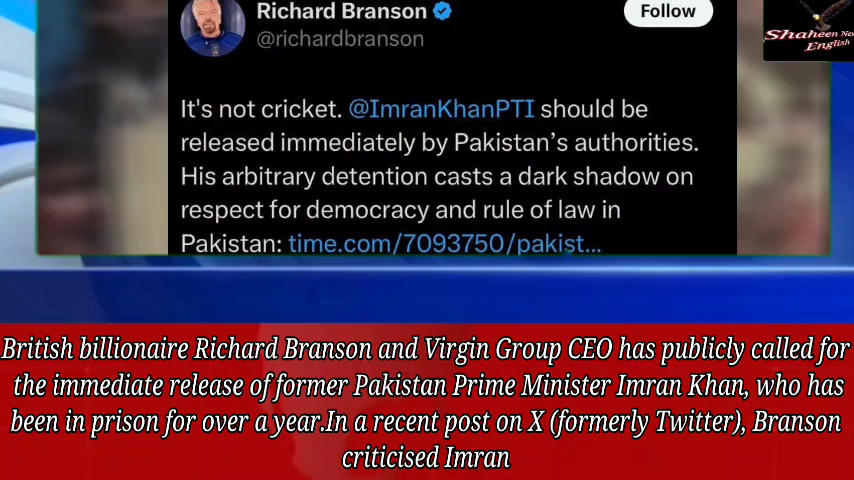 Richard Branson
Follow
@richardbranson
Shaheen Ne
English
It's not cricket. @ImranKhanPTI should be
released immediately by Pakistan's authorities.
His arbitrary detention casts a dark shadow on
respect for democracy and rule of law in
Pakistan: time.com/7093750/pakist...
British billionaire Richard Branson and Virgin Group CEO has publicly called for
the immediate release of former Pakistan Prime Minister Imran Khan, who has
been in prison for over a year.In a recent post on X (formerly Twitter), Branson
criticised Imran